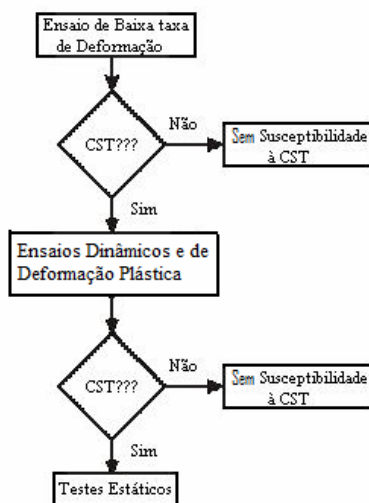 Ensaio de Baixa taxa
de Deformação
CST???
Não
Sem Susceptibilidade
à CST
Sim
Ensaios Dinâmicos e de
Deformação Plástica
CST???
Não
Sem Susceptibilidade
à CST
Sim
Testes Estáticos